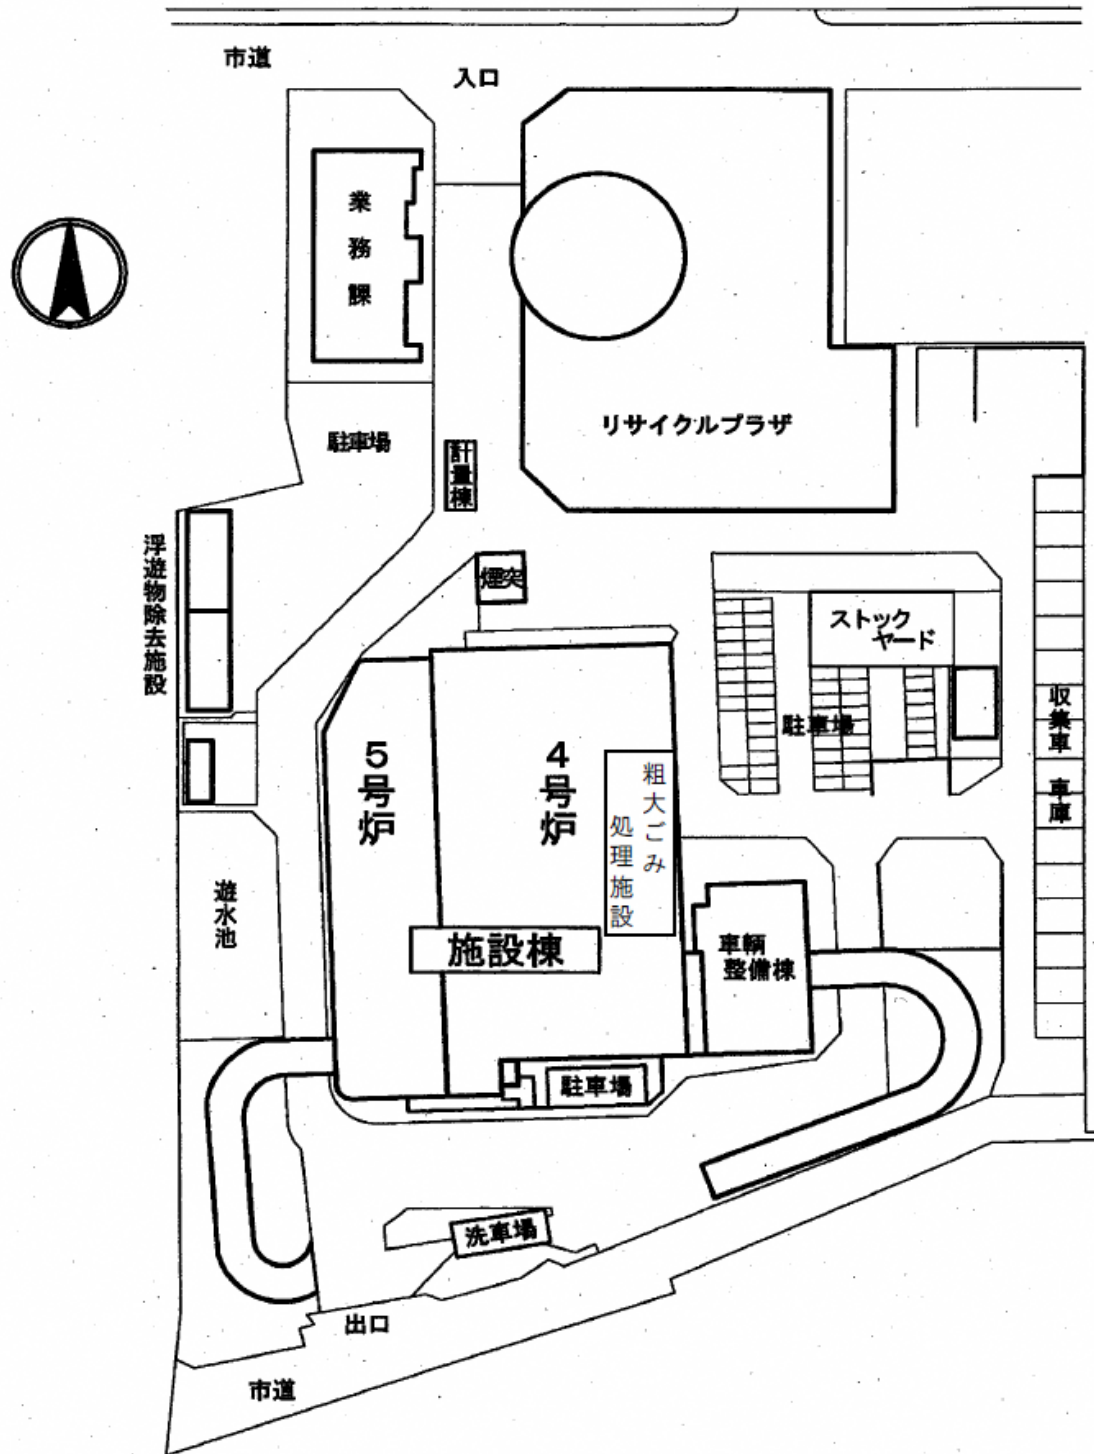 市道
入口
業務課
リサイクルプラザ
駐車場
計量棟
浮遊物除去施設
煙突
ストック
ヤード
駐車場
収集車 車庫
5号炉
4号炉
粗大ごみ
処理施設
遊水池
施設棟
車輌
整備棟
駐車場
洗車場
出口
市道